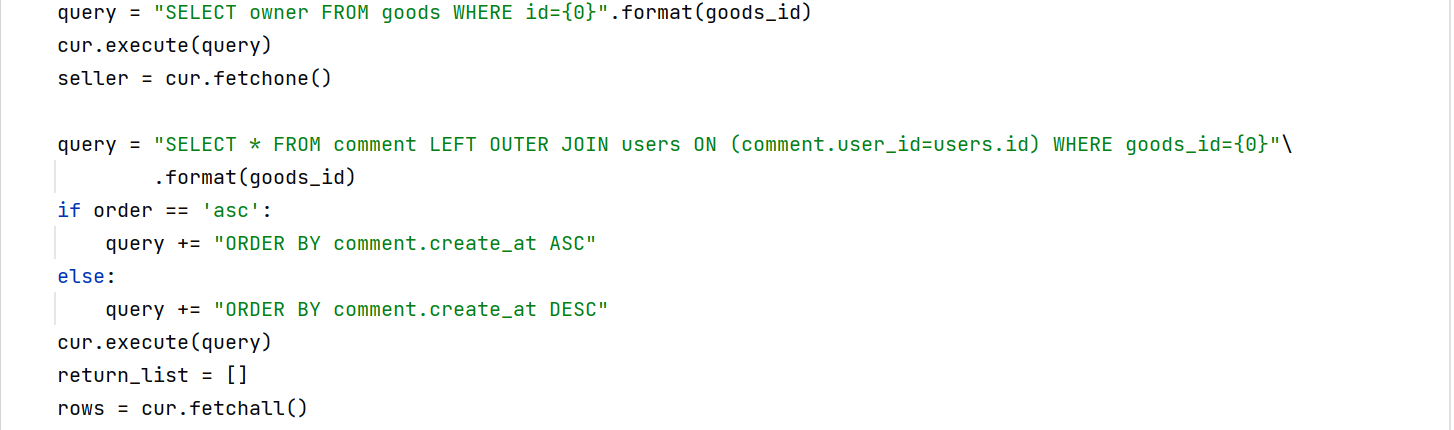 query = "SELECT owner FROM goods WHERE id={0}".format(goods_id)
cur.execute(query)
seller = cur.fetchone()
query = "SELECT * FROM comment LEFT OUTER JOIN users ON (comment.user_id=users.id) WHERE goods_id={0}"\
.format(goods_id)
if order == 'asc':
query += "ORDER BY comment.create_at ASC"
else:
query += "ORDER BY comment.create_at DESC"
cur.execute(query)
return_list = []
rows = cur.fetchall()